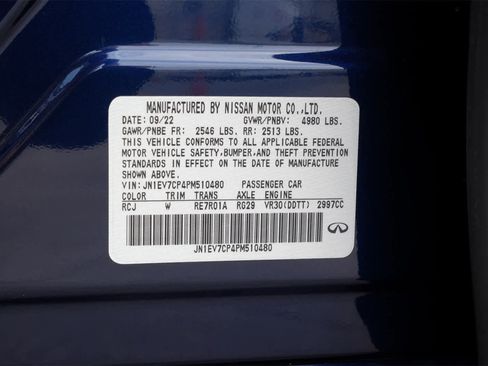 MANUFACTURED BY NISSAN MOTOR CO.,LTD.
DATE: 09/22 GVWR/PNBV: 4980 LBS.
GAWR/PNBE FR: 2546 LBS. RR: 2513 LBS.
THIS VEHICLE CONFORMS TO ALL APPLICABLE FEDERAL
MOTOR VEHICLE SAFETY,BUMPER,AND THEFT PREVENTION
STANDARDS IN EFFECT ON THE DATE OF MANUFACTURE
SHOWN ABOVE.
VIN: JN1EV7CP4PM510480 PASSENGER CAR
COLOR TRIM TRANS AXLE ENGINE
RCJ W RE7R01A RG29 VR30(DDTT) 2997CC
JN1EV7CP4PM510480